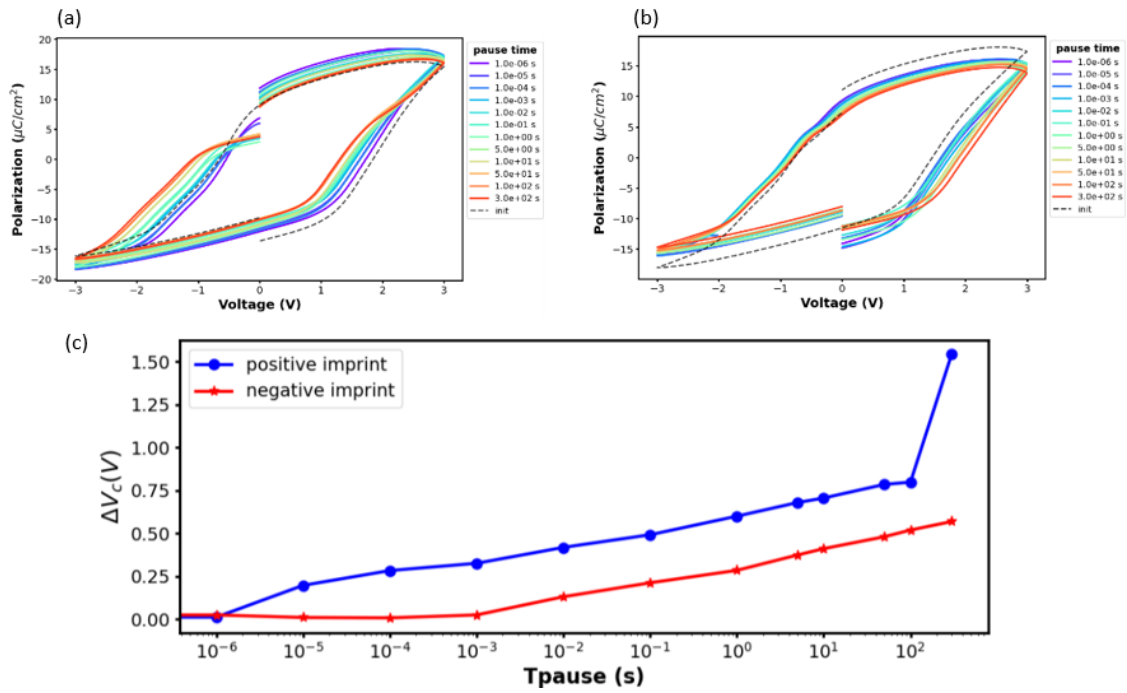 (a)
(b)
20
15
10
5
0
−5
−10
−15
−20
Polarization (μC/cm²)
−3
−2
−1
0
1
2
3
Voltage (V)
pause time
1.0e-06 s
1.0e-05 s
1.0e-04 s
1.0e-03 s
1.0e-02 s
1.0e-01 s
1.0e+00 s
5.0e+00 s
1.0e+01 s
5.0e+01 s
1.0e+02 s
3.0e+02 s
init
15
10
5
0
−5
−10
−15
Polarization (μC/cm²)
−3
−2
−1
0
1
2
3
Voltage (V)
pause time
1.0e-06 s
1.0e-05 s
1.0e-04 s
1.0e-03 s
1.0e-02 s
1.0e-01 s
1.0e+00 s
5.0e+00 s
1.0e+01 s
5.0e+01 s
1.0e+02 s
3.0e+02 s
init
(c)
positive imprint
negative imprint
1.50
1.25
1.00
0.75
0.50
0.25
0.00
ΔV_c(V)
10⁻⁶
10⁻⁵
10⁻⁴
10⁻³
10⁻²
10⁻¹
10⁰
10¹
10²
Tpause (s)